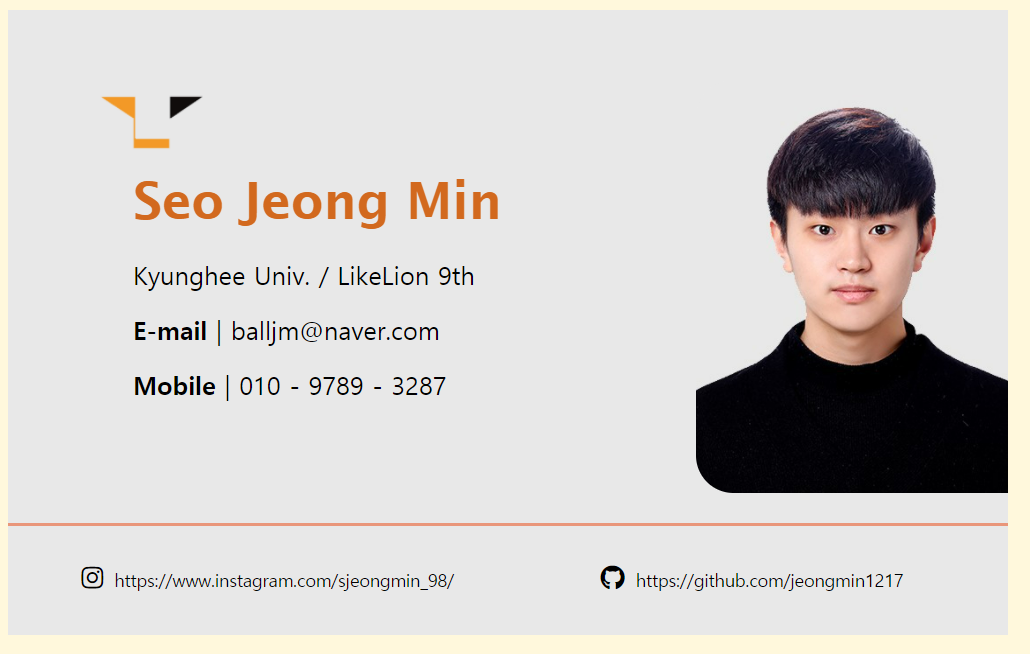 Seo Jeong Min
Kyunghee Univ. / LikeLion 9th
E-mail | balljm@naver.com
Mobile | 010 - 9789 - 3287
https://www.instagram.com/sjeongmin_98/
https://github.com/jeongmin1217